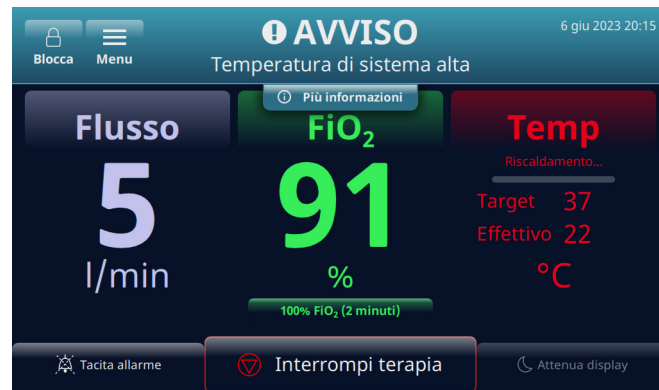 AVVISO
6 giu 2023 20:15
Blocca
Menu
Temperatura di sistema alta
Più informazioni
Flusso
5
l/min
FiO₂
91
%
100% FiO₂ (2 minuti)
Temp
Riscaldamento...
Target 37
Effettivo 22
°C
Tacita allarme
Interrompi terapia
Attenua display